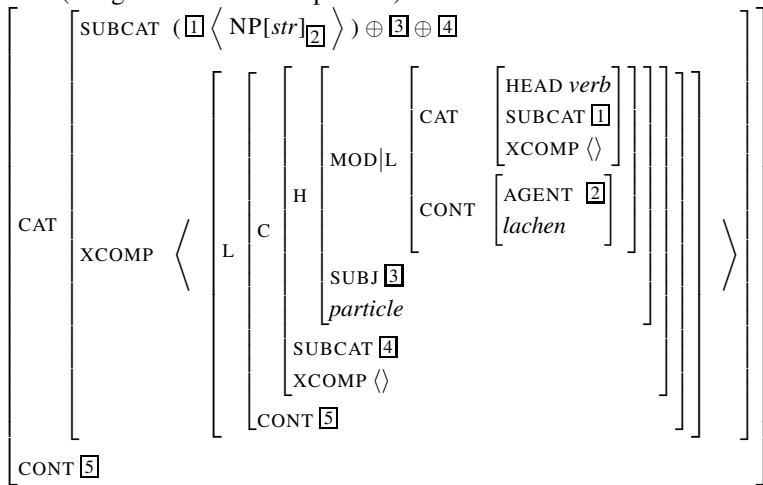 SUBCAT ( 1 ⟨ NP[str]2 ⟩ ) ⊕ 3 ⊕ 4
HEAD verb
CAT SUBCAT 1
XCOMP ⟨⟩
MOD|L
H
AGENT 2
CONT
lachen
CAT
C
XCOMP ⟨ L ⟩
SUBJ 3
particle
SUBCAT 4
XCOMP ⟨⟩
CONT 5
CONT 5